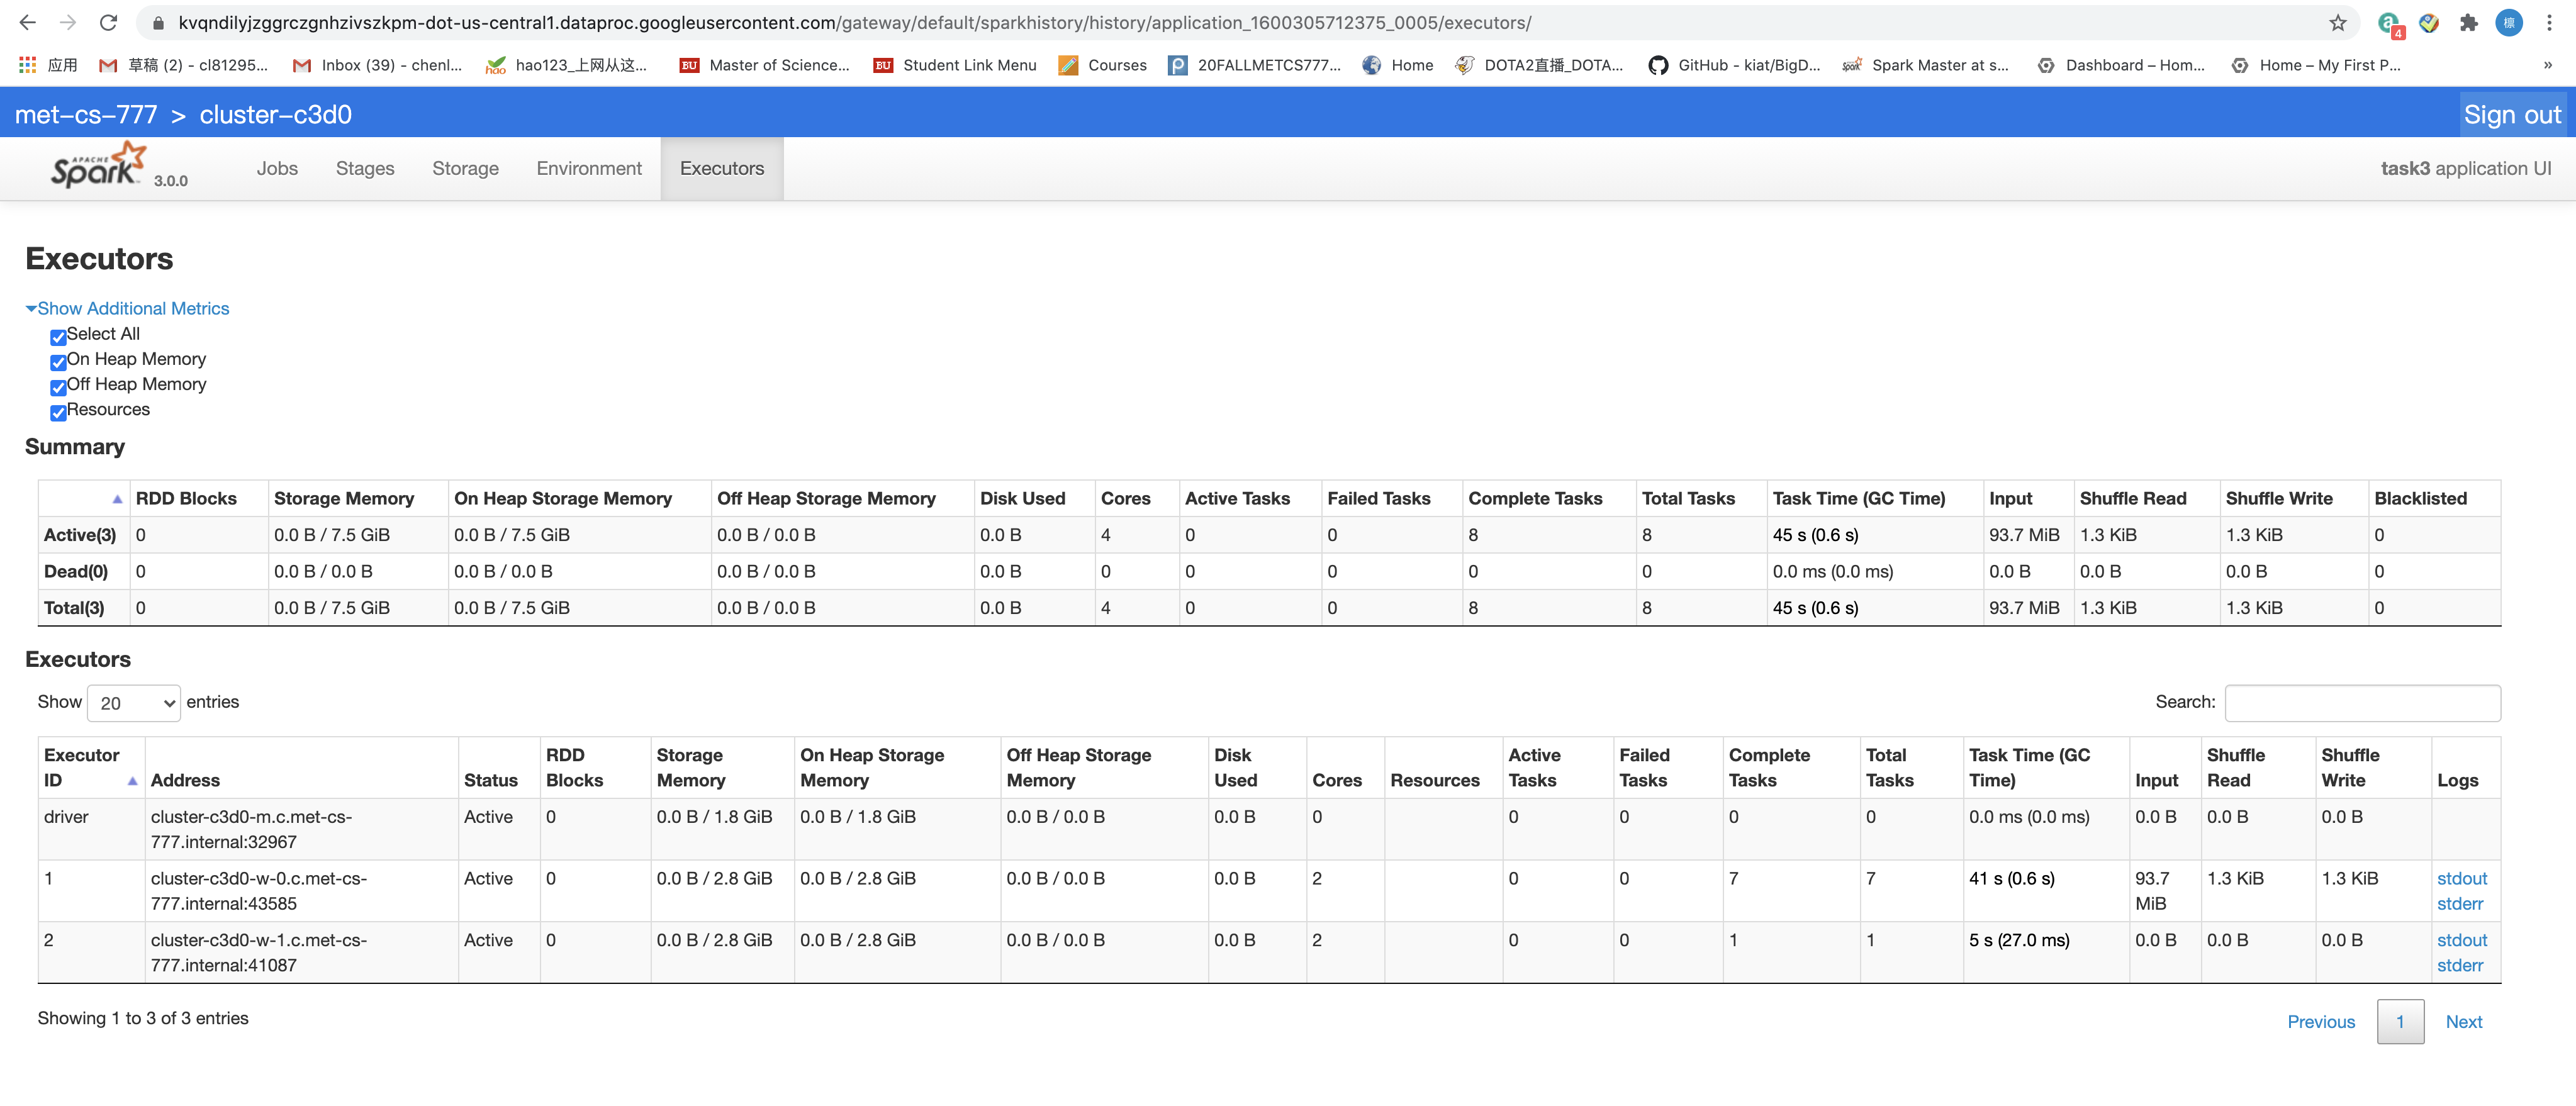 kvqndilyjzggrczgnhzivszkpm-dot-us-central1.dataproc.googleusercontent.com/gateway/default/sparkhistory/history/application_1600305712375_0005/executors/
4
檩
应用 草稿 (2) - cl81295... Inbox (39) - chenl... hao hao123_上网从这... BU Master of Science... BU Student Link Menu Courses 20FALLMETCS777... Home DOTA2直播_DOTA... GitHub - kiat/BigD... Spark Master at s... Dashboard – Hom... Home – My First P... »
met-cs-777 > cluster-c3d0 Sign out
APACHE Spark 3.0.0 Jobs Stages Storage Environment Executors task3 application UI
Executors
Show Additional Metrics
Select All
On Heap Memory
Off Heap Memory
Resources
Summary
RDD Blocks Storage Memory On Heap Storage Memory Off Heap Storage Memory Disk Used Cores Active Tasks Failed Tasks Complete Tasks Total Tasks Task Time (GC Time) Input Shuffle Read Shuffle Write Blacklisted
Active(3) 0 0.0 B / 7.5 GiB 0.0 B / 7.5 GiB 0.0 B / 0.0 B 0.0 B 4 0 0 8 8 45 s (0.6 s) 93.7 MiB 1.3 KiB 1.3 KiB 0
Dead(0) 0 0.0 B / 0.0 B 0.0 B / 0.0 B 0.0 B / 0.0 B 0.0 B 0 0 0 0 0 0.0 ms (0.0 ms) 0.0 B 0.0 B 0.0 B 0
Total(3) 0 0.0 B / 7.5 GiB 0.0 B / 7.5 GiB 0.0 B / 0.0 B 0.0 B 4 0 0 8 8 45 s (0.6 s) 93.7 MiB 1.3 KiB 1.3 KiB 0
Executors
Show 20 entries Search:
Executor RDD Storage On Heap Storage Off Heap Storage Disk Active Failed Complete Total Task Time (GC Shuffle Shuffle
ID Address Status Blocks Memory Memory Memory Used Cores Resources Tasks Tasks Tasks Tasks Time) Input Read Write Logs
driver cluster-c3d0-m.c.met-cs- Active 0 0.0 B / 1.8 GiB 0.0 B / 1.8 GiB 0.0 B / 0.0 B 0.0 B 0 0 0 0 0 0.0 ms (0.0 ms) 0.0 B 0.0 B 0.0 B
777.internal:32967
1 cluster-c3d0-w-0.c.met-cs- Active 0 0.0 B / 2.8 GiB 0.0 B / 2.8 GiB 0.0 B / 0.0 B 0.0 B 2 0 0 7 7 41 s (0.6 s) 93.7 1.3 KiB 1.3 KiB stdout
777.internal:43585 MiB stderr
2 cluster-c3d0-w-1.c.met-cs- Active 0 0.0 B / 2.8 GiB 0.0 B / 2.8 GiB 0.0 B / 0.0 B 0.0 B 2 0 0 1 1 5 s (27.0 ms) 0.0 B 0.0 B 0.0 B stdout
777.internal:41087 stderr
Showing 1 to 3 of 3 entries Previous 1 Next